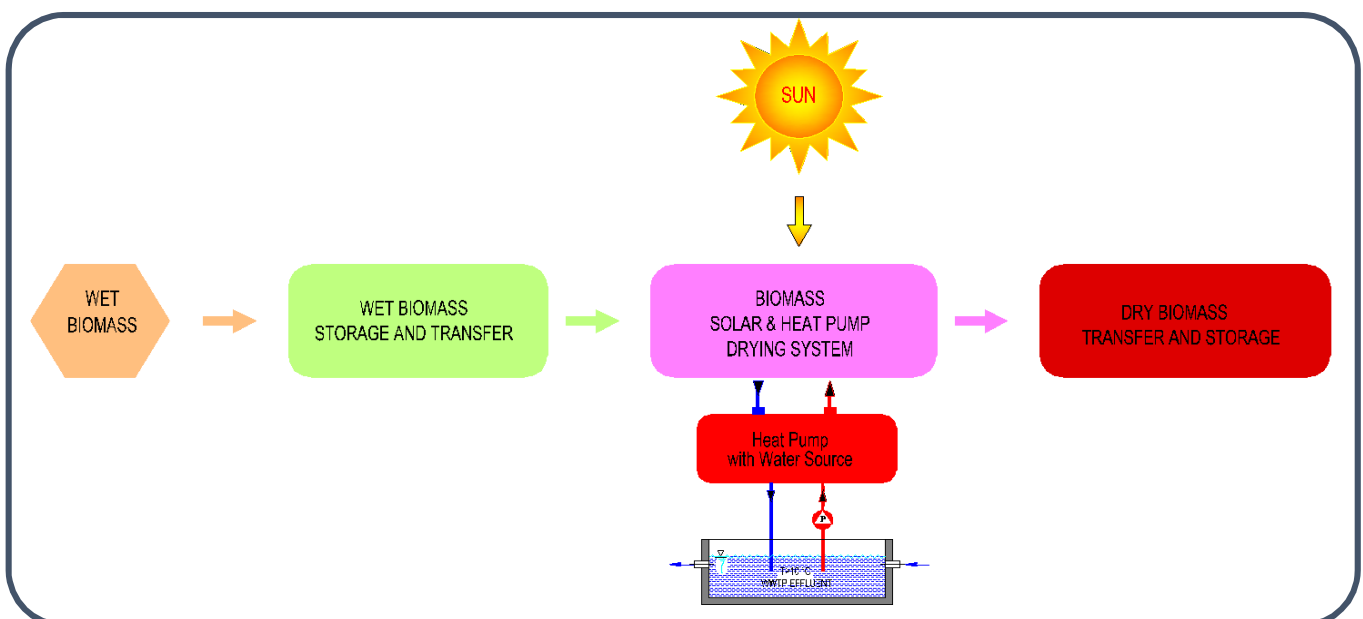 SUN
WET
BIOMASS
WET BIOMASS
STORAGE AND TRANSFER
BIOMASS
SOLAR & HEAT PUMP
DRYING SYSTEM
DRY BIOMASS
TRANSFER AND STORAGE
Heat Pump
with Water Source
P
WWTP EFFLUENT